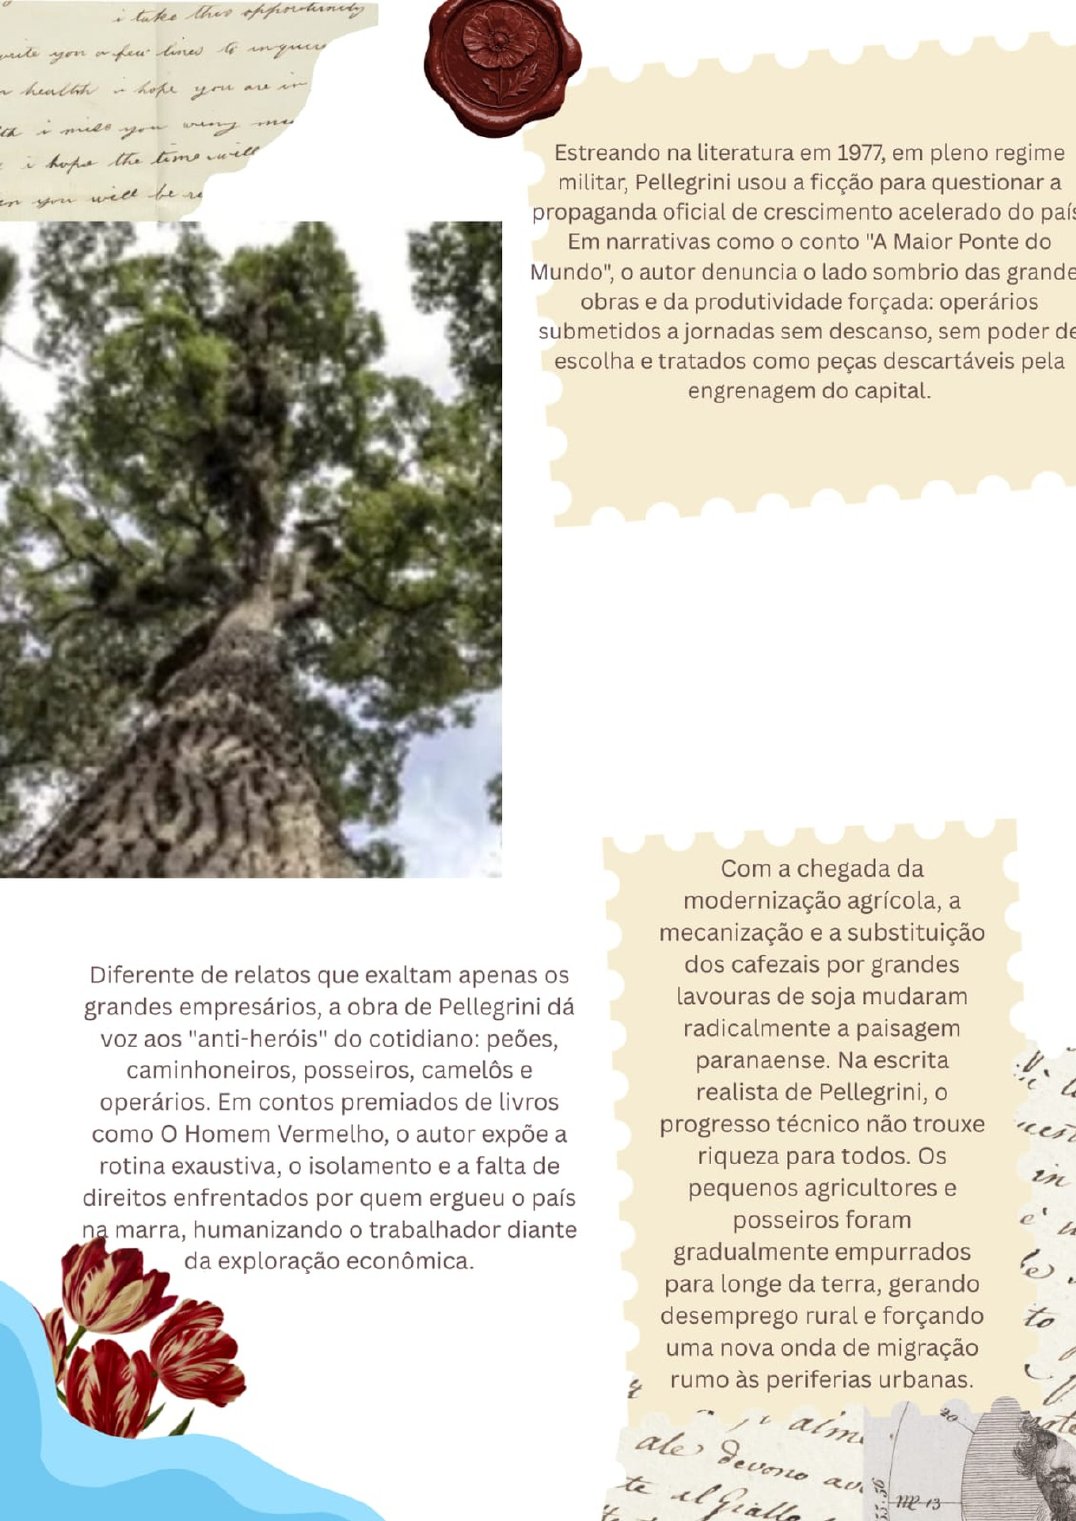 i take this opportunity
write you a few lines to inquire
health i hope you are in
i miss you
i hope the time will
you will be
Estreando na literatura em 1977, em pleno regime
militar, Pellegrini usou a ficção para questionar a
propaganda oficial de crescimento acelerado do país
Em narrativas como o conto "A Maior Ponte do
Mundo", o autor denuncia o lado sombrio das grande
obras e da produtividade forçada: operários
submetidos a jornadas sem descanso, sem poder de
escolha e tratados como peças descartáveis pela
engrenagem do capital.
Diferente de relatos que exaltam apenas os
grandes empresários, a obra de Pellegrini dá
voz aos "anti-heróis" do cotidiano: peões,
caminhoneiros, posseiros, camelôs e
operários. Em contos premiados de livros
como O Homem Vermelho, o autor expõe a
rotina exaustiva, o isolamento e a falta de
direitos enfrentados por quem ergueu o país
na marra, humanizando o trabalhador diante
da exploração econômica.
Com a chegada da
modernização agrícola, a
mecanização e a substituição
dos cafezais por grandes
lavouras de soja mudaram
radicalmente a paisagem
paranaense. Na escrita
realista de Pellegrini, o
progresso técnico não trouxe
riqueza para todos. Os
pequenos agricultores e
posseiros foram
gradualmente empurrados
para longe da terra, gerando
desemprego rural e forçando
uma nova onda de migração
rumo às periferias urbanas.
in
to
ale devono
te al Giallo